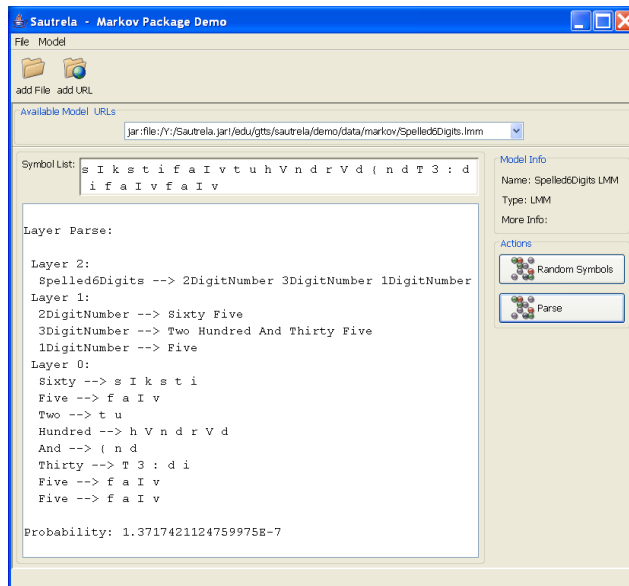 Sautrela - Markov Package Demo
File Model
add File add URL
Available Model URLs
jar:file:/Y:/Sautrela.jar!/edu/gtts/sautrela/demo/data/markov/Spelled6Digits.lmm
Symbol List:
s I k s t i f a I v t u h V n d r V d { n d T 3 : d
i f a I v f a I v
Layer Parse:
Layer 2:
Spelled6Digits --> 2DigitNumber 3DigitNumber 1DigitNumber
Layer 1:
2DigitNumber --> Sixty Five
3DigitNumber --> Two Hundred And Thirty Five
1DigitNumber --> Five
Layer 0:
Sixty --> s I k s t i
Five --> f a I v
Two --> t u
Hundred --> h V n d r V d
And --> { n d
Thirty --> T 3 : d i
Five --> f a I v
Five --> f a I v
Probability: 1.3717421124759975E-7
Model Info
Name: Spelled6Digits LMM
Type: LMM
More Info:
Actions
Random Symbols
Parse